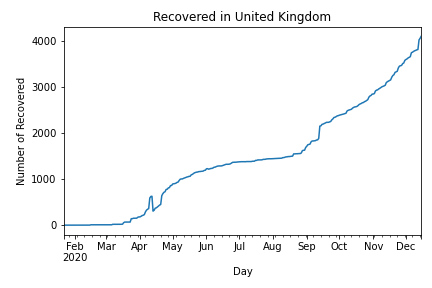 Recovered in United Kingdom
Number of Recovered
4000
3000
2000
1000
0
Feb Mar Apr May Jun Jul Aug Sep Oct Nov Dec
2020
Day